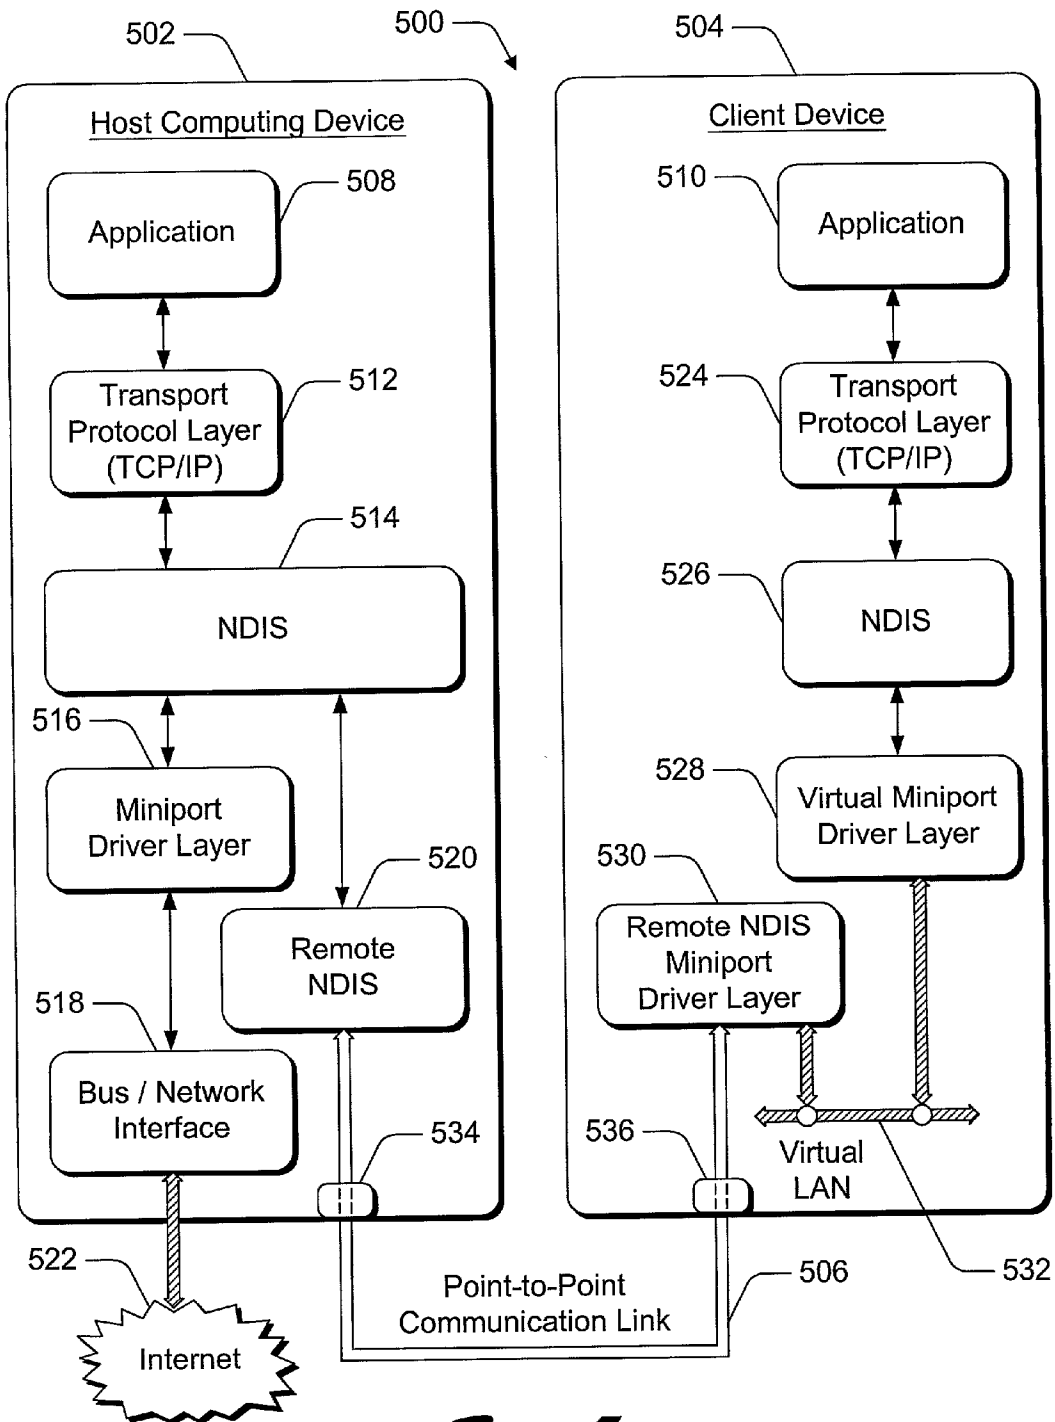 502
500
504
Host Computing Device
Client Device
508
Application
510
Application
512
Transport
Protocol Layer
(TCP/IP)
524
Transport
Protocol Layer
(TCP/IP)
514
NDIS
526
NDIS
516
Miniport
Driver Layer
528
Virtual Miniport
Driver Layer
520
Remote
NDIS
530
Remote NDIS
Miniport
Driver Layer
518
Bus / Network
Interface
534
536
Virtual
LAN
522
Internet
Point-to-Point
Communication Link
506
532